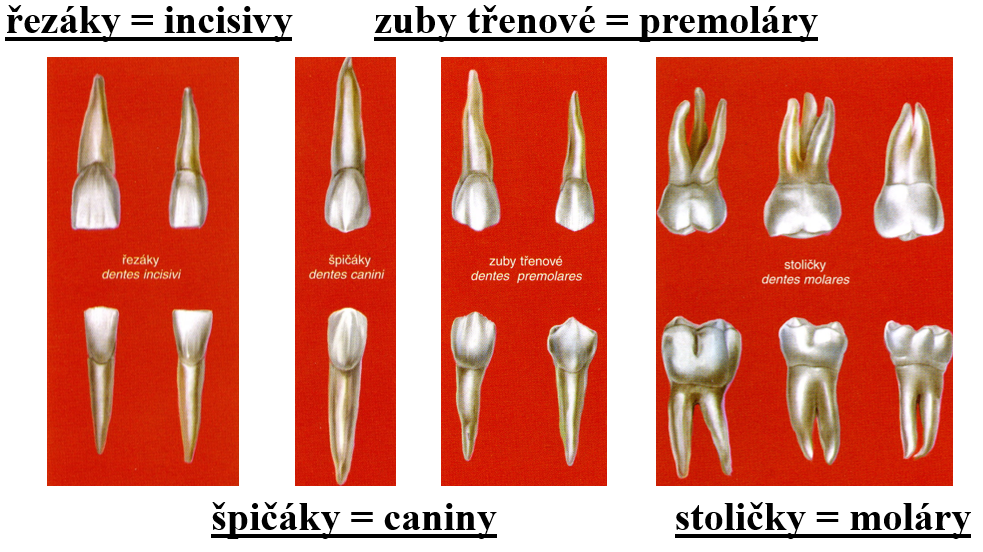 řezáky = incisivy
zuby třenové = premoláry
řezáky
dentes incisivi
špičáky
dentes canini
zuby třenové
dentes premolares
stoličky
dentes molares
špičáky = caniny
stoličky = moláry